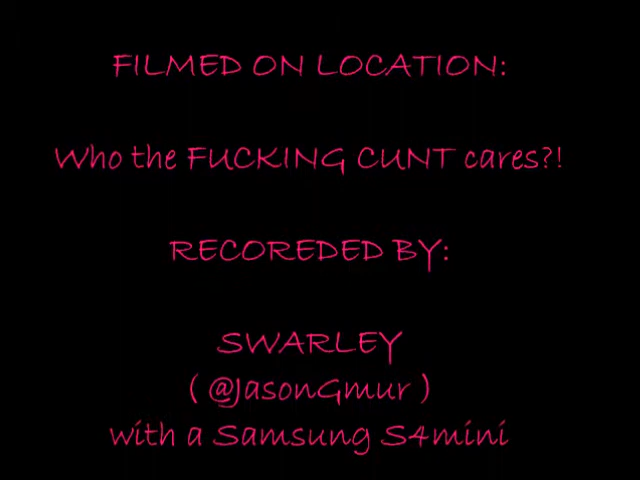 FILMED ON LOCATION:
Who the FUCKING CUNT cares?!
RECOREDED BY:
SWARLEY
( @JasonGmur )
with a Samsung S4mini